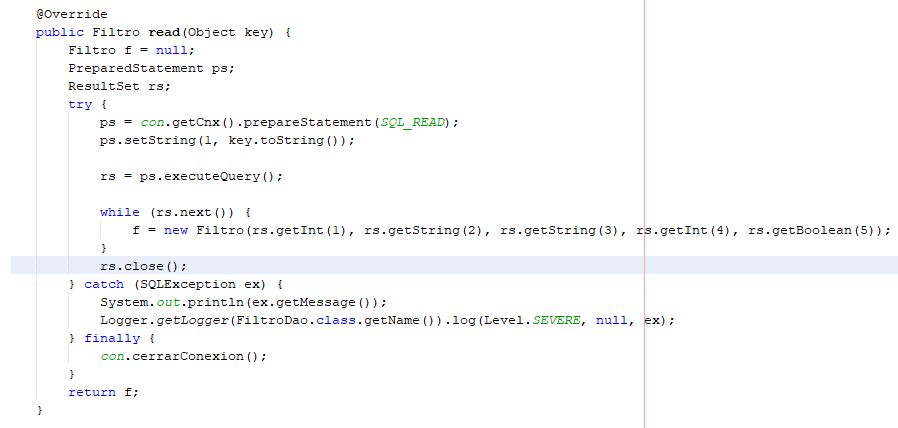 @Override
public Filtro read(Object key) {
    Filtro f = null;
    PreparedStatement ps;
    ResultSet rs;
    try {
        ps = con.getCnx().prepareStatement(SQL_READ);
        ps.setString(1, key.toString());

        rs = ps.executeQuery();

        while (rs.next()) {
            f = new Filtro(rs.getInt(1), rs.getString(2), rs.getString(3), rs.getInt(4), rs.getBoolean(5));
        }
        rs.close();
    } catch (SQLException ex) {
        System.out.println(ex.getMessage());
        Logger.getLogger(FiltroDao.class.getName()).log(Level.SEVERE, null, ex);
    } finally {
        con.cerrarConexion();
    }
    return f;
}